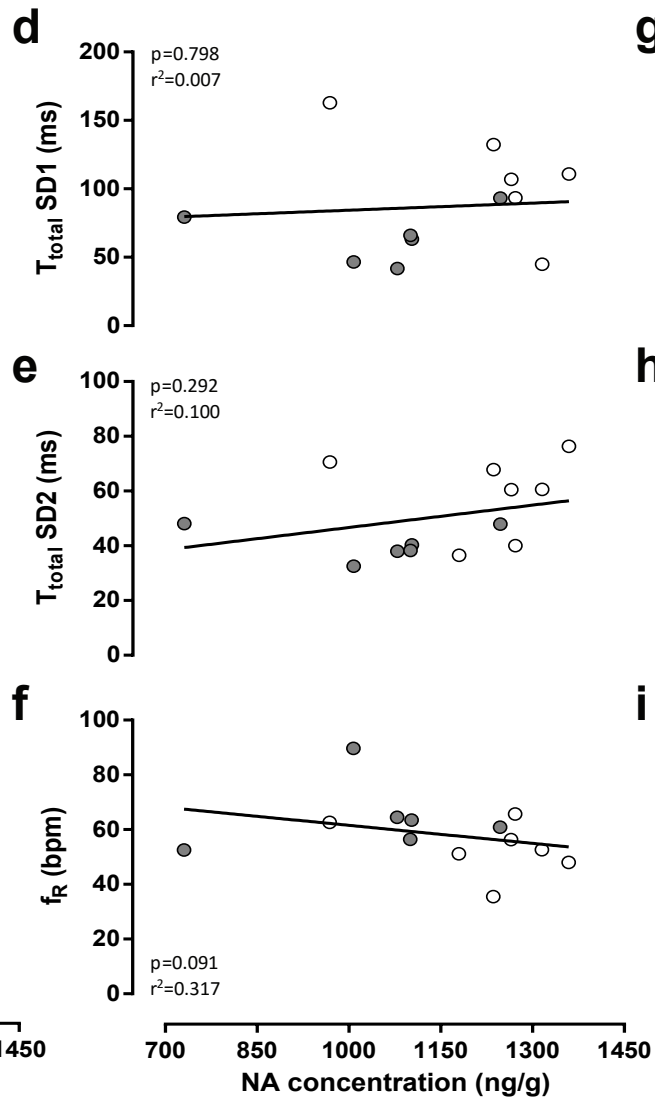 d
g
200
150
100
50
0
T_total SD1 (ms)
p=0.798
r²=0.007
e
h
100
80
60
40
20
0
T_total SD2 (ms)
p=0.292
r²=0.100
f
i
100
80
60
40
20
0
f_R (bpm)
p=0.091
r²=0.317
1450
700 850 1000 1150 1300 1450
NA concentration (ng/g)